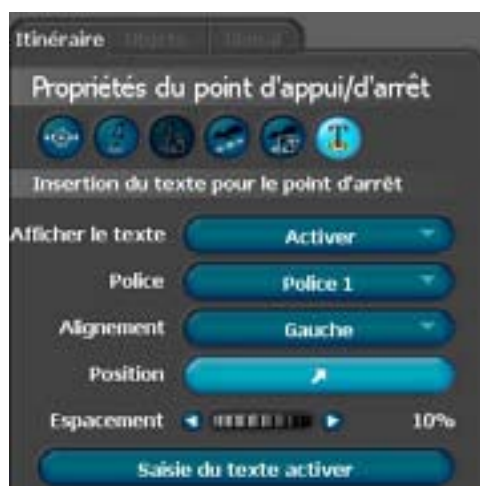 Itinéraire
Propriétés du point d'appui/d'arrêt
Insertion du texte pour le point d'arrêt
Afficher le texte Activer
Police Police 1
Alignement Gauche
Position
Espacement 10%
Saisie du texte activer